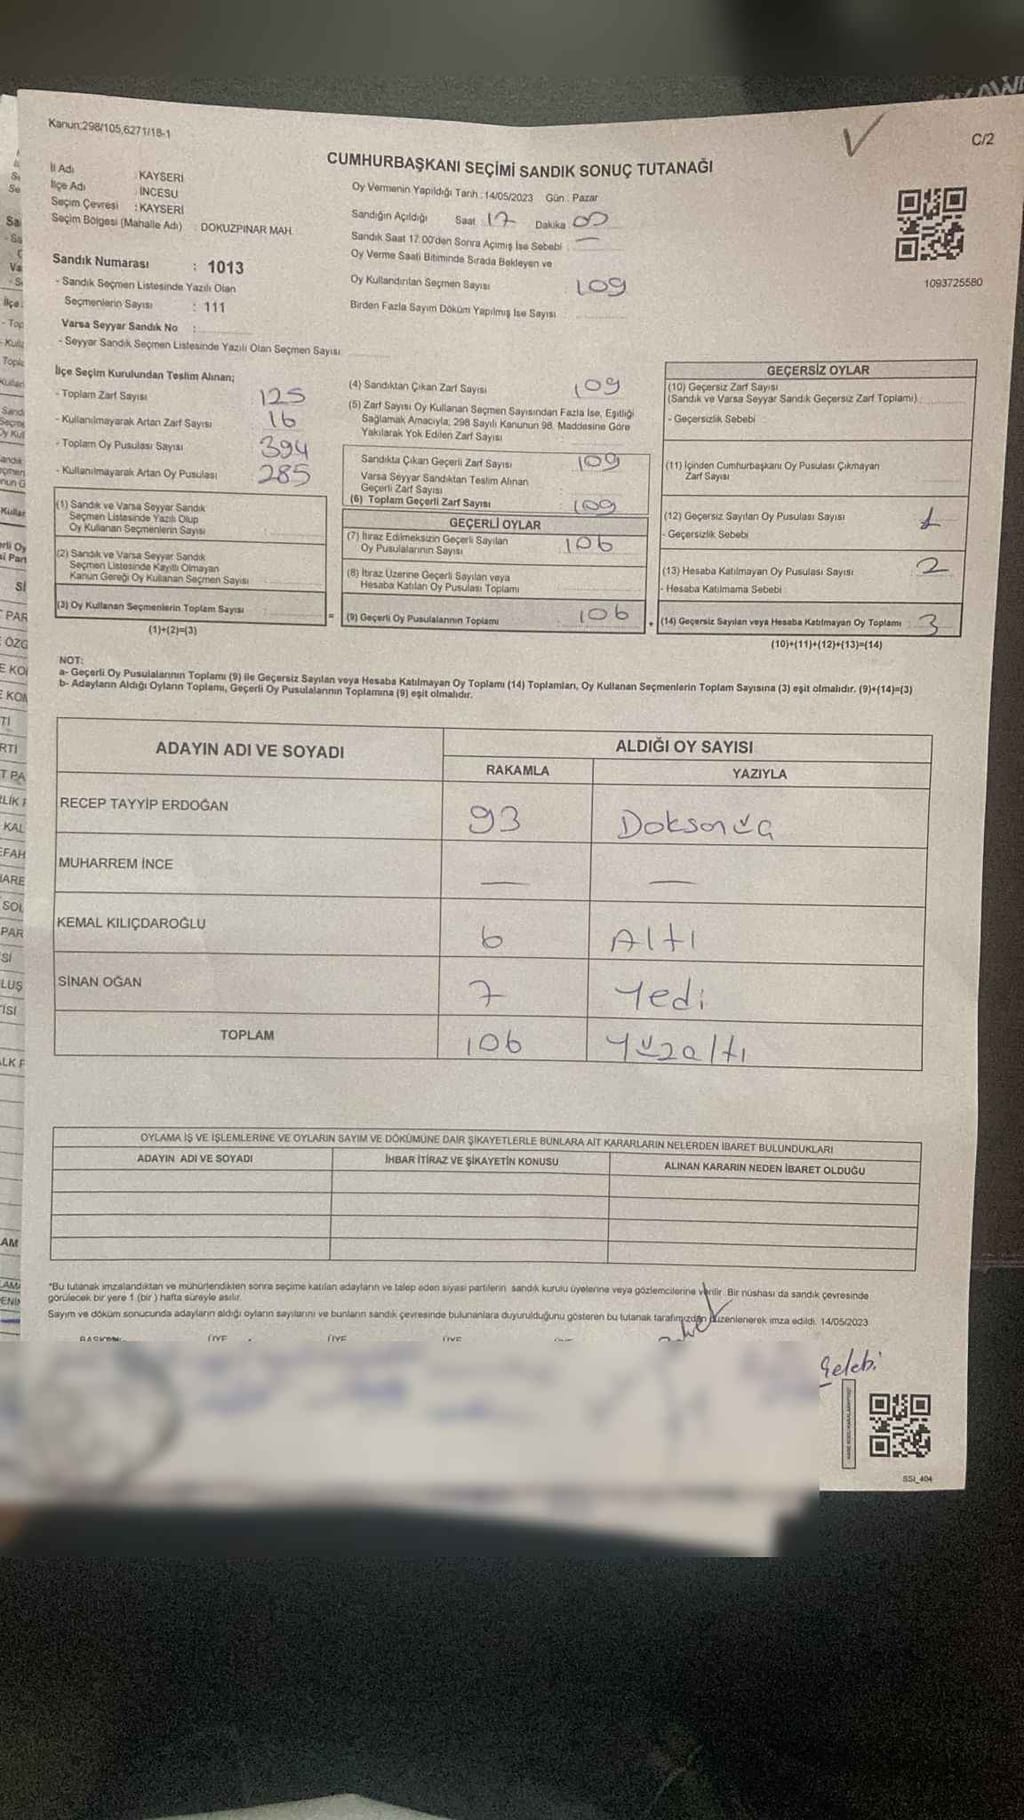 Kanun:298/105,6271/18-1
C/2
CUMHURBAŞKANI SEÇİMİ SANDIK SONUÇ TUTANAĞI
İl Adı : KAYSERİ
İlçe Adı : İNCESU
Seçim Çevresi : KAYSERİ
Seçim Bölgesi (Mahalle Adı) : DOKUZPINAR MAH.
Sandık Numarası : 1013
- Sandık Seçmen Listesinde Yazılı Olan
Seçmenlerin Sayısı : 111
Varsa Seyyar Sandık No :
- Seyyar Sandık Seçmen Listesinde Yazılı Olan Seçmen Sayısı
Oy Vermenin Yapıldığı Tarih : 14/05/2023 Gün : Pazar
Sandığın Açıldığı Saat 17 Dakika 00
Sandık Saat 17:00'den Sonra Açımış İse Sebebi —
Oy Verme Saati Bitiminde Sırada Bekleyen ve
Oy Kullandırılan Seçmen Sayısı 109
Birden Fazla Sayım Döküm Yapılmış İse Sayısı
1093725580
İlçe Seçim Kurulundan Teslim Alınan;
- Toplam Zarf Sayısı 125
- Kullanılmayarak Artan Zarf Sayısı 16
- Toplam Oy Pusulası Sayısı 394
- Kullanılmayarak Artan Oy Pusulası 285
(1) Sandık ve Varsa Seyyar Sandık
Seçmen Listesinde Yazılı Olup
Oy Kullanan Seçmenlerin Sayısı
(2) Sandık ve Varsa Seyyar Sandık
Seçmen Listesinde Kayıtlı Olmayan
Kanun Gereği Oy Kullanan Seçmen Sayısı
(3) Oy Kullanan Seçmenlerin Toplam Sayısı
(1)+(2)=(3)
(4) Sandıktan Çıkan Zarf Sayısı 109
(5) Zarf Sayısı Oy Kullanan Seçmen Sayısından Fazla İse, Eşitliği
Sağlamak Amacıyla; 298 Sayılı Kanunun 98. Maddesine Göre
Yakılarak Yok Edilen Zarf Sayısı
Sandıkta Çıkan Geçerli Zarf Sayısı 109
Varsa Seyyar Sandıktan Teslim Alınan
Geçerli Zarf Sayısı
(6) Toplam Geçerli Zarf Sayısı 109
GEÇERLİ OYLAR
(7) İtiraz Edilmeksizin Geçerli Sayılan
Oy Pusulalarının Sayısı 106
(8) İtiraz Üzerine Geçerli Sayılan veya
Hesaba Katılan Oy Pusulası Toplamı
= (9) Geçerli Oy Pusulalarının Toplamı 106
GEÇERSİZ OYLAR
(10) Geçersiz Zarf Sayısı
(Sandık ve Varsa Seyyar Sandık Geçersiz Zarf Toplamı)
- Geçersizlik Sebebi
(11) İçinden Cumhurbaşkanı Oy Pusulası Çıkmayan
Zarf Sayısı
(12) Geçersiz Sayılan Oy Pusulası Sayısı 1
- Geçersizlik Sebebi
(13) Hesaba Katılmayan Oy Pusulası Sayısı 2
- Hesaba Katılmama Sebebi
+ (14) Geçersiz Sayılan veya Hesaba Katılmayan Oy Toplamı : 3
(10)+(11)+(12)+(13)=(14)
NOT:
a- Geçerli Oy Pusulalarının Toplamı (9) ile Geçersiz Sayılan veya Hesaba Katılmayan Oy Toplamı (14) Toplamları, Oy Kullanan Seçmenlerin Toplam Sayısına (3) eşit olmalıdır. (9)+(14)=(3)
b- Adayların Aldığı Oyların Toplamı, Geçerli Oy Pusulalarının Toplamına (9) eşit olmalıdır.
ADAYIN ADI VE SOYADI ALDIĞI OY SAYISI
RAKAMLA YAZIYLA
RECEP TAYYİP ERDOĞAN 93 Doksanüç
MUHARREM İNCE — —
KEMAL KILIÇDAROĞLU 6 Altı
SİNAN OĞAN 7 Yedi
TOPLAM 106 Yüzaltı
OYLAMA İŞ VE İŞLEMLERİNE VE OYLARIN SAYIM VE DÖKÜMÜNE DAİR ŞİKAYETLERLE BUNLARA AİT KARARLARIN NELERDEN İBARET BULUNDUKLARI
ADAYIN ADI VE SOYADI İHBAR İTİRAZ VE ŞİKAYETİN KONUSU ALINAN KARARIN NEDEN İBARET OLDUĞU
*Bu tutanak imzalandıktan ve mühürlendikten sonra seçime katılan adayların ve talep eden siyasi partilerin sandık kurulu üyelerine veya gözlemcilerine verilir. Bir nüshası da sandık çevresinde
görülecek bir yere 1 (bir ) hafta süreyle asılır.
Sayım ve döküm sonucunda adayların aldığı oyların sayılarını ve bunların sandık çevresinde bulunanlara duyurulduğunu gösteren bu tutanak tarafımızdan düzenlenerek imza edildi. 14/05/2023
BAŞKAN ÜYE ÜYE ÜYE
Çelebi
SSI_404